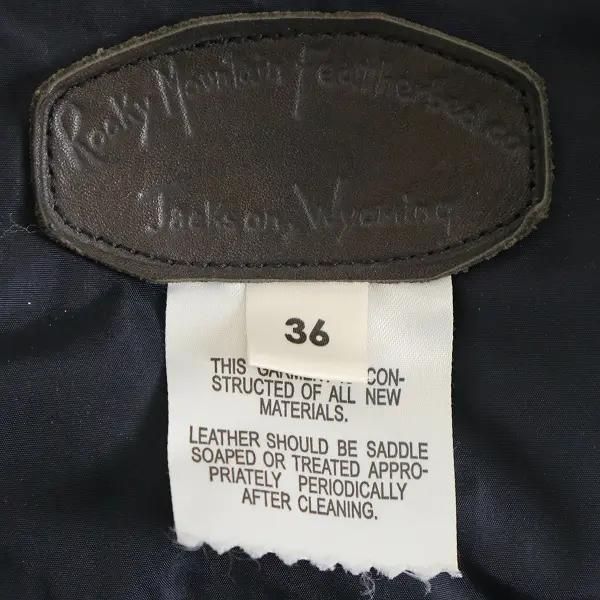 Rocky Mountain Featherbed co
Jackson, Wyoming
36
THIS GARMENT IS CON-
STRUCTED OF ALL NEW
MATERIALS.
LEATHER SHOULD BE SADDLE
SOAPED OR TREATED APPRO-
PRIATELY PERIODICALLY
AFTER CLEANING.